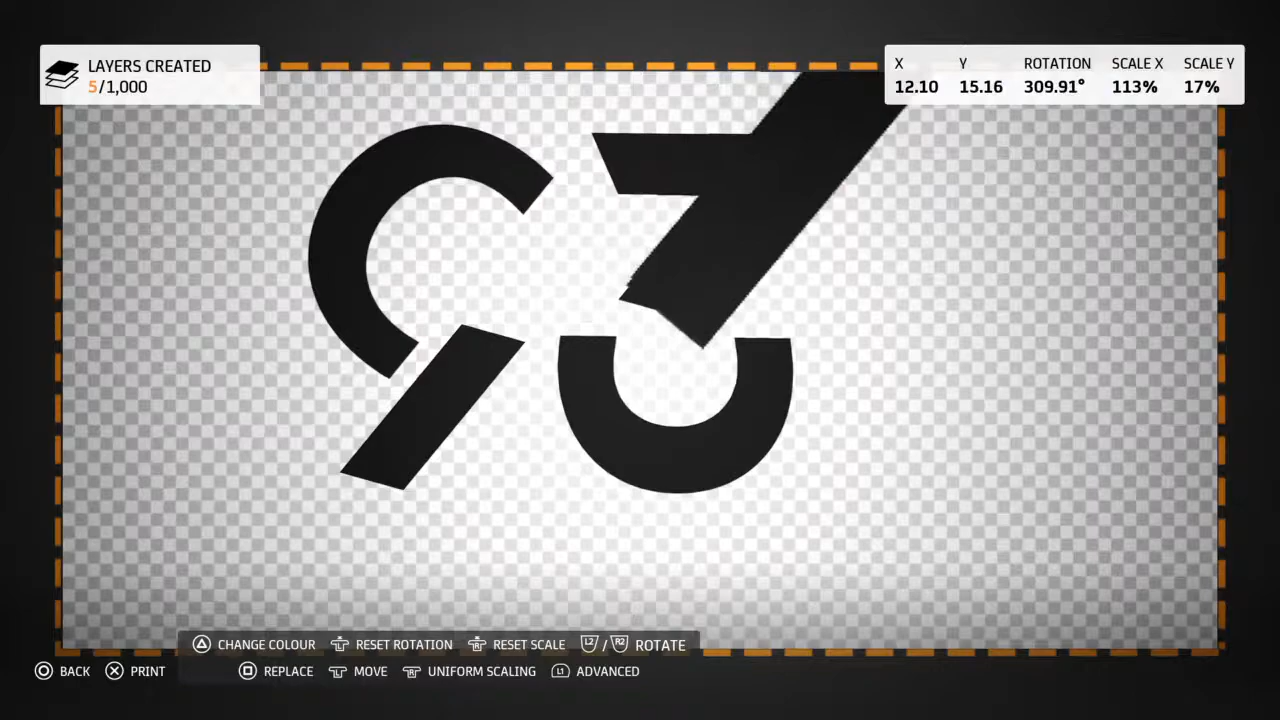 LAYERS CREATED
5/1,000
X Y ROTATION SCALE X SCALE Y
12.10 15.16 309.91° 113% 17%
CHANGE COLOUR RESET ROTATION RESET SCALE L2 / R2 ROTATE
BACK PRINT REPLACE L MOVE R UNIFORM SCALING L1 ADVANCED